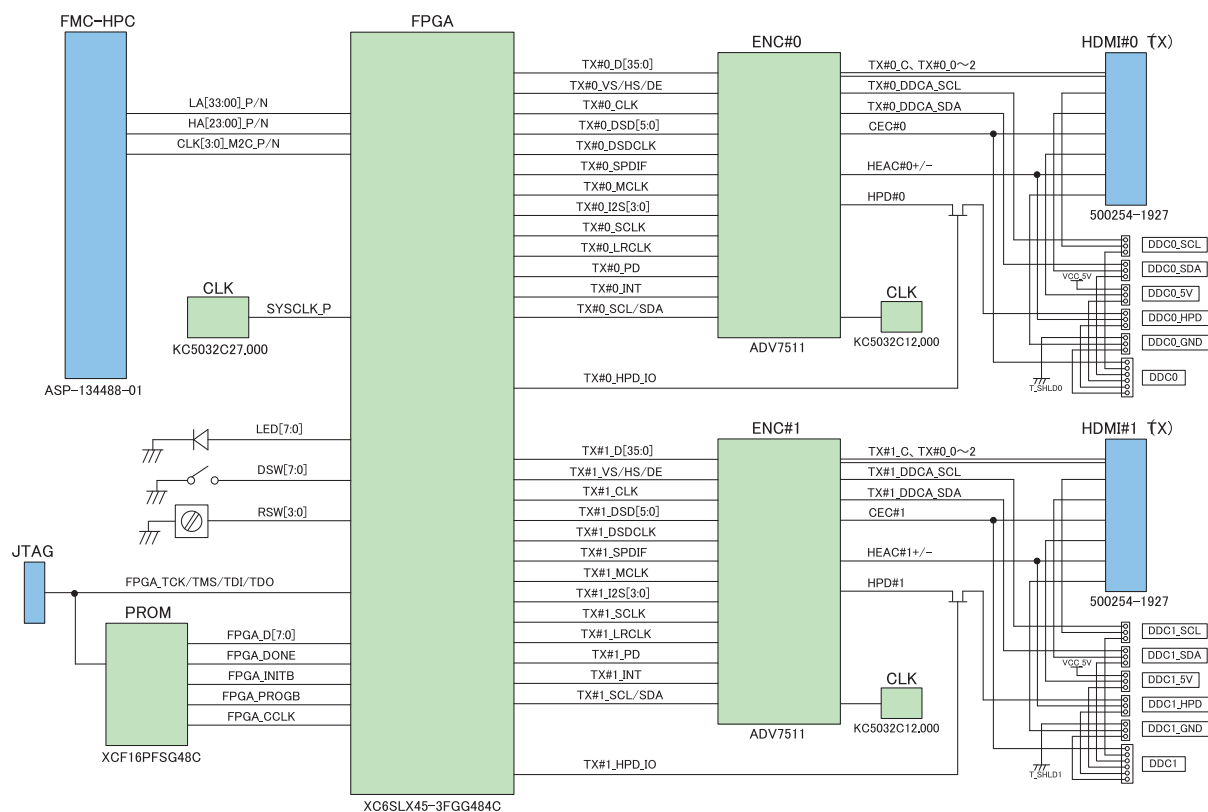 FMC-HPC
LA[33:00]_P/N
HA[23:00]_P/N
CLK[3:0]_M2C_P/N
ASP-134488-01
CLK
SYSCLK_P
KC5032C27.000
LED[7:0]
DSW[7:0]
RSW[3:0]
JTAG
FPGA_TCK/TMS/TDI/TDO
PROM
FPGA_D[7:0]
FPGA_DONE
FPGA_INITB
FPGA_PROGB
FPGA_CCLK
XCF16PFSG48C
FPGA
XC6SLX45-3FGG484C
TX#0_D[35:0]
TX#0_VS/HS/DE
TX#0_CLK
TX#0_DSD[5:0]
TX#0_DSDCLK
TX#0_SPDIF
TX#0_MCLK
TX#0_I2S[3:0]
TX#0_SCLK
TX#0_LRCLK
TX#0_PD
TX#0_INT
TX#0_SCL/SDA
TX#0_HPD_IO
ENC#0
ADV7511
TX#0_C、TX#0_0～2
TX#0_DDCA_SCL
TX#0_DDCA_SDA
CEC#0
HEAC#0+/-
HPD#0
CLK
KC5032C12.000
HDMI#0 (TX)
500254-1927
DDC0_SCL
DDC0_SDA
VCC_5V
DDC0_5V
DDC0_HPD
DDC0_GND
T_SHLD0
DDC0
TX#1_D[35:0]
TX#1_VS/HS/DE
TX#1_CLK
TX#1_DSD[5:0]
TX#1_DSDCLK
TX#1_SPDIF
TX#1_MCLK
TX#1_I2S[3:0]
TX#1_SCLK
TX#1_LRCLK
TX#1_PD
TX#1_INT
TX#1_SCL/SDA
TX#1_HPD_IO
ENC#1
ADV7511
TX#1_C、TX#0_0～2
TX#1_DDCA_SCL
TX#1_DDCA_SDA
CEC#1
HEAC#1+/-
HPD#1
CLK
KC5032C12.000
HDMI#1 (TX)
500254-1927
DDC1_SCL
DDC1_SDA
VCC_5V
DDC1_5V
DDC1_HPD
DDC1_GND
T_SHLD1
DDC1